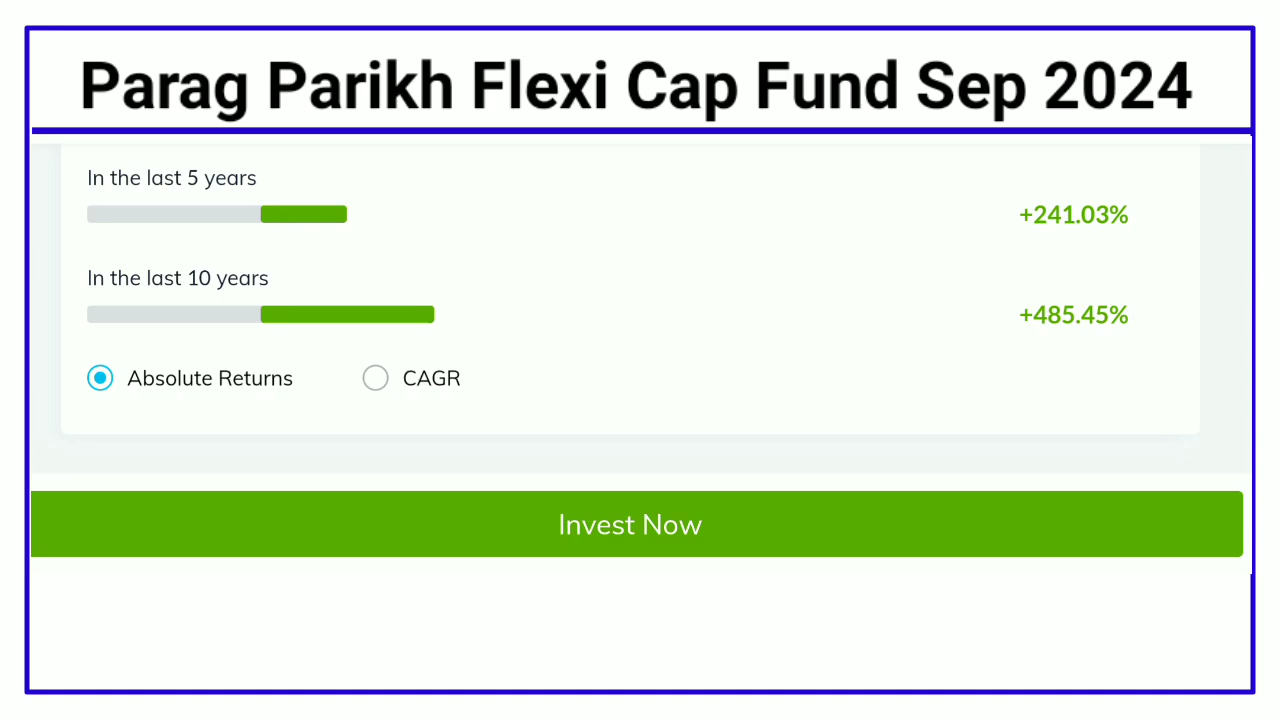 Parag Parikh Flexi Cap Fund Sep 2024
In the last 5 years
+241.03%
In the last 10 years
+485.45%
Absolute Returns CAGR
Invest Now